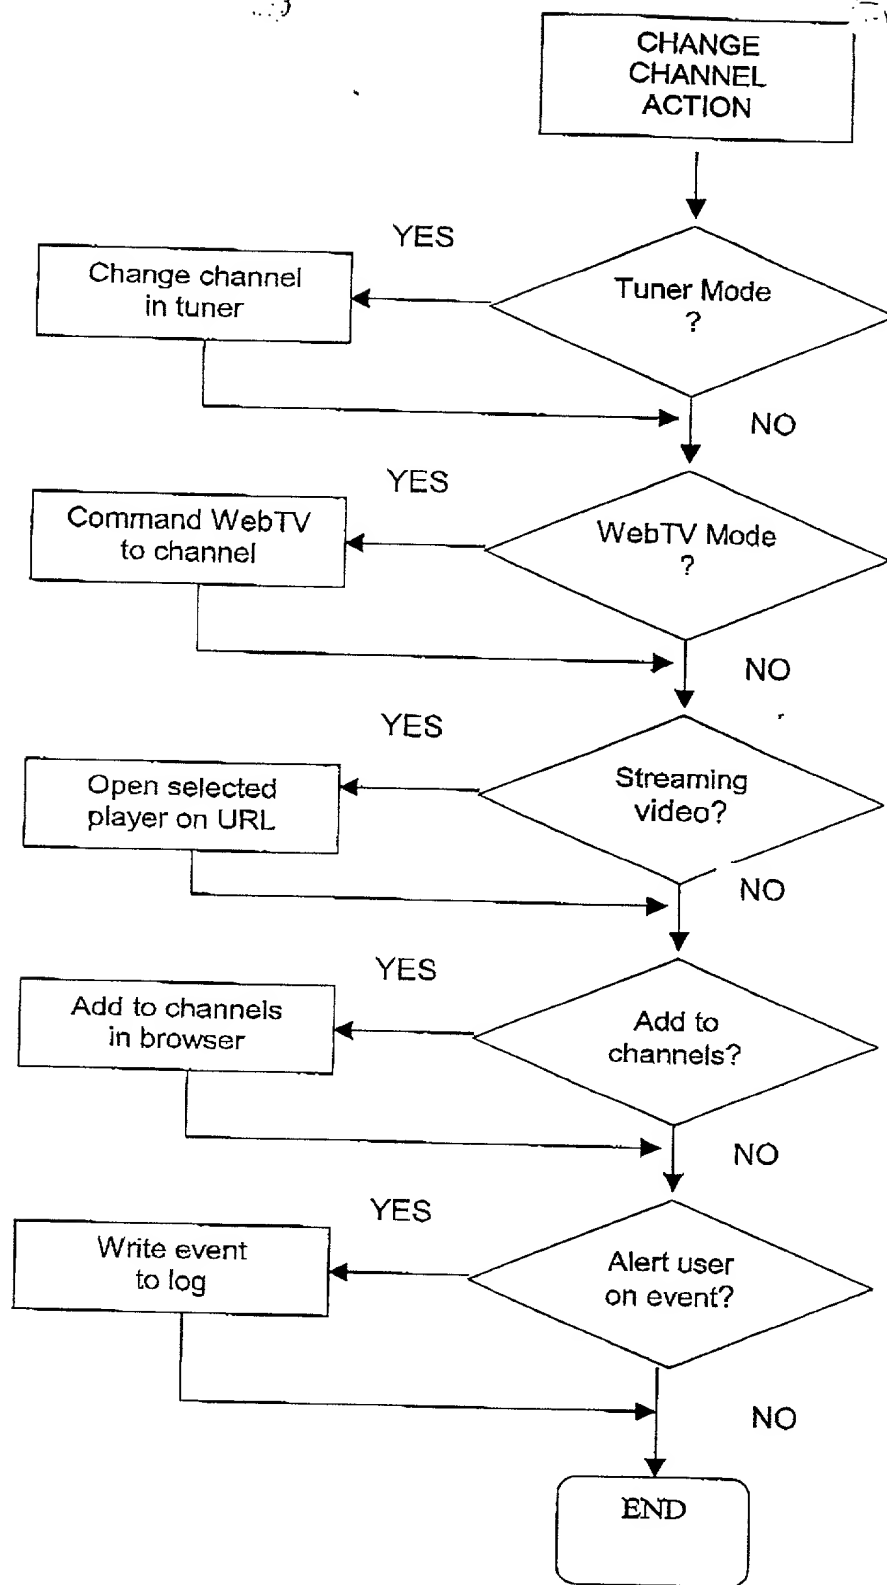 CHANGE
CHANNEL
ACTION
YES
Change channel
in tuner
Tuner Mode
?
NO
YES
Command WebTV
to channel
WebTV Mode
?
NO
YES
Open selected
player on URL
Streaming
video?
NO
YES
Add to channels
in browser
Add to
channels?
NO
YES
Write event
to log
Alert user
on event?
NO
END